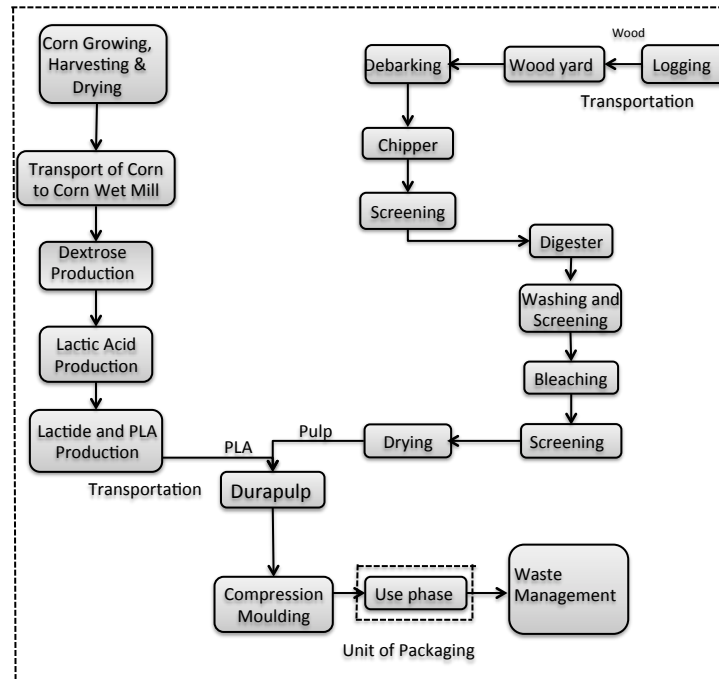 Corn Growing,
Harvesting &
Drying
Transport of Corn
to Corn Wet Mill
Dextrose
Production
Lactic Acid
Production
Lactide and PLA
Production
PLA
Transportation
Wood
Logging
Transportation
Wood yard
Debarking
Chipper
Screening
Digester
Washing and
Screening
Bleaching
Screening
Drying
Pulp
Durapulp
Compression
Moulding
Use phase
Unit of Packaging
Waste
Management